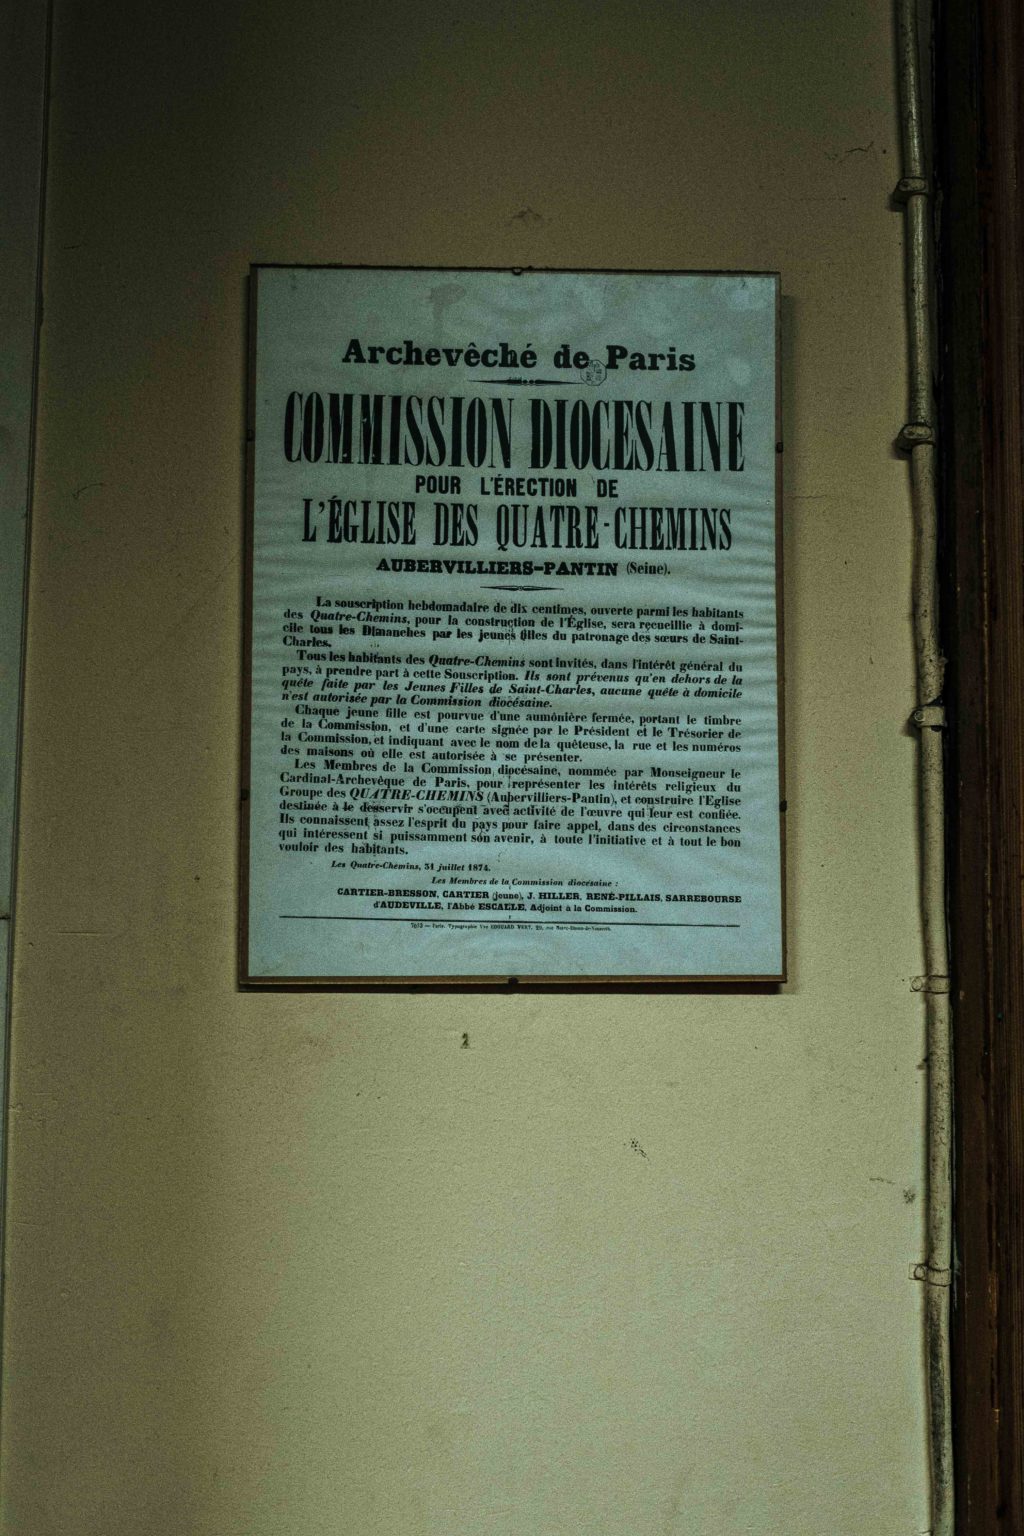 Archevêché de Paris
COMMISSION DIOCESAINE
POUR L'ÉRECTION DE
L'ÉGLISE DES QUATRE-CHEMINS
AUBERVILLIERS-PANTIN (Seine).
La souscription hebdomadaire de dix centimes, ouverte parmi les habitants
des Quatre-Chemins, pour la construction de l'Église, sera recueillie à domi-
cile tous les Dimanches par les jeunes filles du patronage des sœurs de Saint-
Charles.
Tous les habitants des Quatre-Chemins sont invités, dans l'intérêt général du
pays, à prendre part à cette Souscription. Ils sont prévenus qu'en dehors de la
quête faite par les Jeunes Filles de Saint-Charles, aucune quête à domicile
n'est autorisée par la Commission diocésaine.
Chaque jeune fille est pourvue d'une aumônière fermée, portant le timbre
de la Commission, et d'une carte signée par le Président et le Trésorier de
la Commission, et indiquant avec le nom de la quêteuse, la rue et les numéros
des maisons où elle est autorisée à se présenter.
Les Membres de la Commission diocésaine, nommée par Monseigneur le
Cardinal-Archevêque de Paris, pour représenter les intérêts religieux du
Groupe des QUATRE-CHEMINS (Aubervilliers-Pantin), et construire l'Eglise
destinée à le desservir s'occupent avec activité de l'œuvre qui leur est confiée.
Ils connaissent assez l'esprit du pays pour faire appel, dans des circonstances
qui intéressent si puissamment son avenir, à toute l'initiative et à tout le bon
vouloir des habitants.
Les Quatre-Chemins, 31 juillet 1874.
Les Membres de la Commission diocésaine :
CARTIER-BRESSON, CARTIER (jeune), J. HILLER, RENÉ-PILLAIS, SARREBOURSE
d'AUDEVILLE, l'Abbé ESCALLE, Adjoint à la Commission.
— Paris. Typographie Vve EDOUARD VERT, 29, rue Notre-Dame-de-Nazareth.